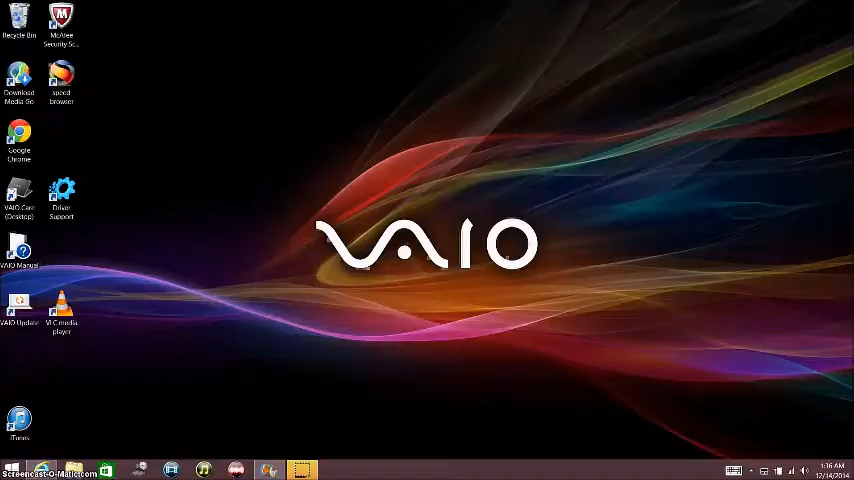 Recycle Bin
McAfee
Security Sc...
Download
Media Go
speed
browser
Google
Chrome
VAIO Care
(Desktop)
Driver
Support
VAIO Manual
VAIO Update
VLC media
player
iTunes
VAIO
Screencast-O-Matic.com
1:36 AM
12/14/2014